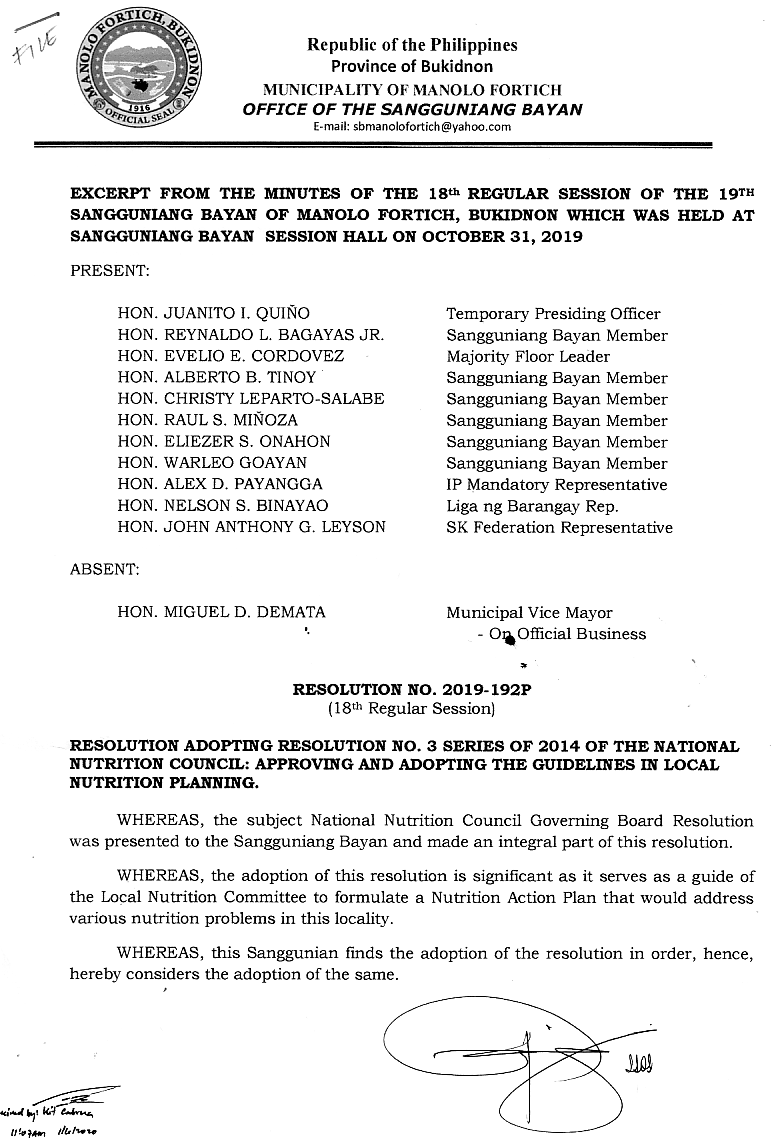 FILE
MANOLO FORTICH, BUKIDNON
1916
OFFICIAL SEAL
Republic of the Philippines
Province of Bukidnon
MUNICIPALITY OF MANOLO FORTICH
OFFICE OF THE SANGGUNIANG BAYAN
E-mail: sbmanolofortich@yahoo.com
EXCERPT FROM THE MINUTES OF THE 18th REGULAR SESSION OF THE 19TH
SANGGUNIANG BAYAN OF MANOLO FORTICH, BUKIDNON WHICH WAS HELD AT
SANGGUNIANG BAYAN SESSION HALL ON OCTOBER 31, 2019
PRESENT:
HON. JUANITO I. QUIÑO Temporary Presiding Officer
HON. REYNALDO L. BAGAYAS JR. Sangguniang Bayan Member
HON. EVELIO E. CORDOVEZ Majority Floor Leader
HON. ALBERTO B. TINOY Sangguniang Bayan Member
HON. CHRISTY LEPARTO-SALABE Sangguniang Bayan Member
HON. RAUL S. MIÑOZA Sangguniang Bayan Member
HON. ELIEZER S. ONAHON Sangguniang Bayan Member
HON. WARLEO GOAYAN Sangguniang Bayan Member
HON. ALEX D. PAYANGGA IP Mandatory Representative
HON. NELSON S. BINAYAO Liga ng Barangay Rep.
HON. JOHN ANTHONY G. LEYSON SK Federation Representative
ABSENT:
HON. MIGUEL D. DEMATA Municipal Vice Mayor
- On Official Business
RESOLUTION NO. 2019-192P
(18th Regular Session)
RESOLUTION ADOPTING RESOLUTION NO. 3 SERIES OF 2014 OF THE NATIONAL
NUTRITION COUNCIL: APPROVING AND ADOPTING THE GUIDELINES IN LOCAL
NUTRITION PLANNING.
WHEREAS, the subject National Nutrition Council Governing Board Resolution
was presented to the Sangguniang Bayan and made an integral part of this resolution.
WHEREAS, the adoption of this resolution is significant as it serves as a guide of
the Local Nutrition Committee to formulate a Nutrition Action Plan that would address
various nutrition problems in this locality.
WHEREAS, this Sanggunian finds the adoption of the resolution in order, hence,
hereby considers the adoption of the same.
by: Kit
11:07AM 1/6/2020